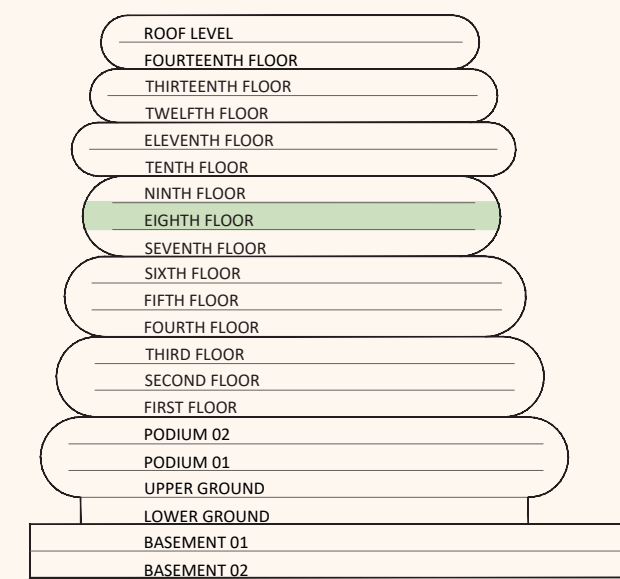 ROOF LEVEL
FOURTEENTH FLOOR
THIRTEENTH FLOOR
TWELFTH FLOOR
ELEVENTH FLOOR
TENTH FLOOR
NINTH FLOOR
EIGHTH FLOOR
SEVENTH FLOOR
SIXTH FLOOR
FIFTH FLOOR
FOURTH FLOOR
THIRD FLOOR
SECOND FLOOR
FIRST FLOOR
PODIUM 02
PODIUM 01
UPPER GROUND
LOWER GROUND
BASEMENT 01
BASEMENT 02